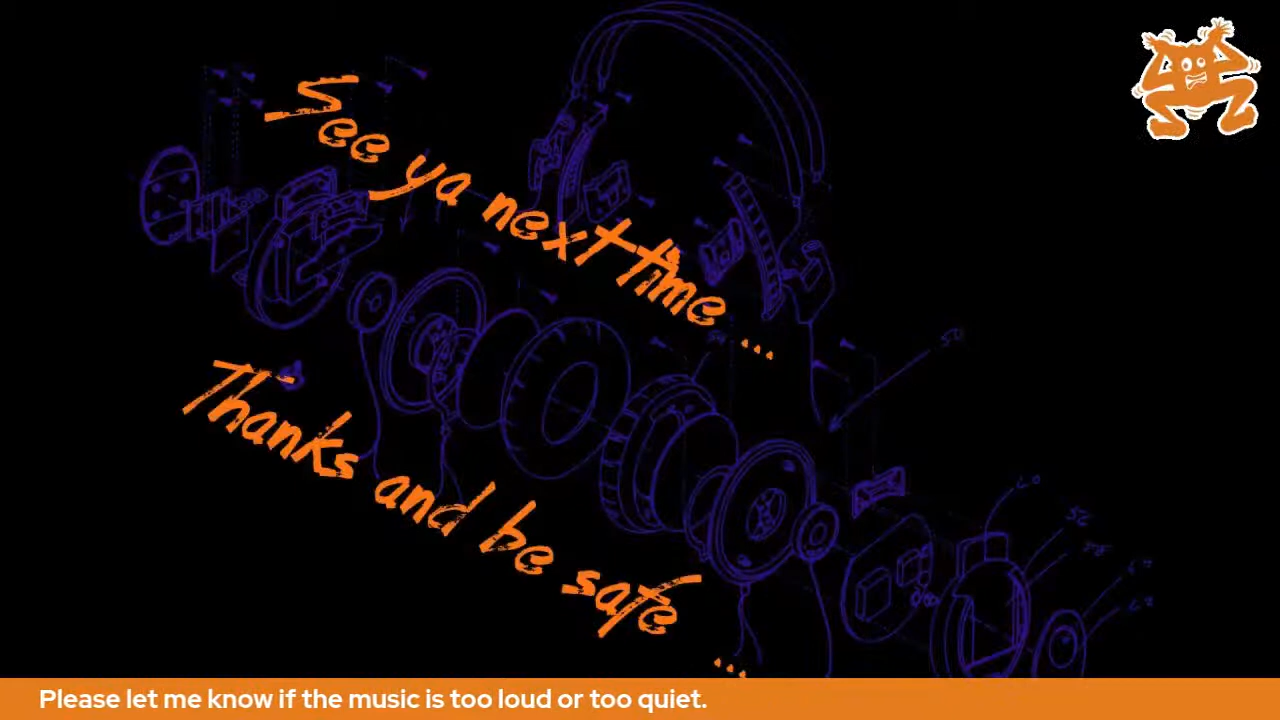 See ya next time ...
Thanks and be safe ...
Please let me know if the music is too loud or too quiet.